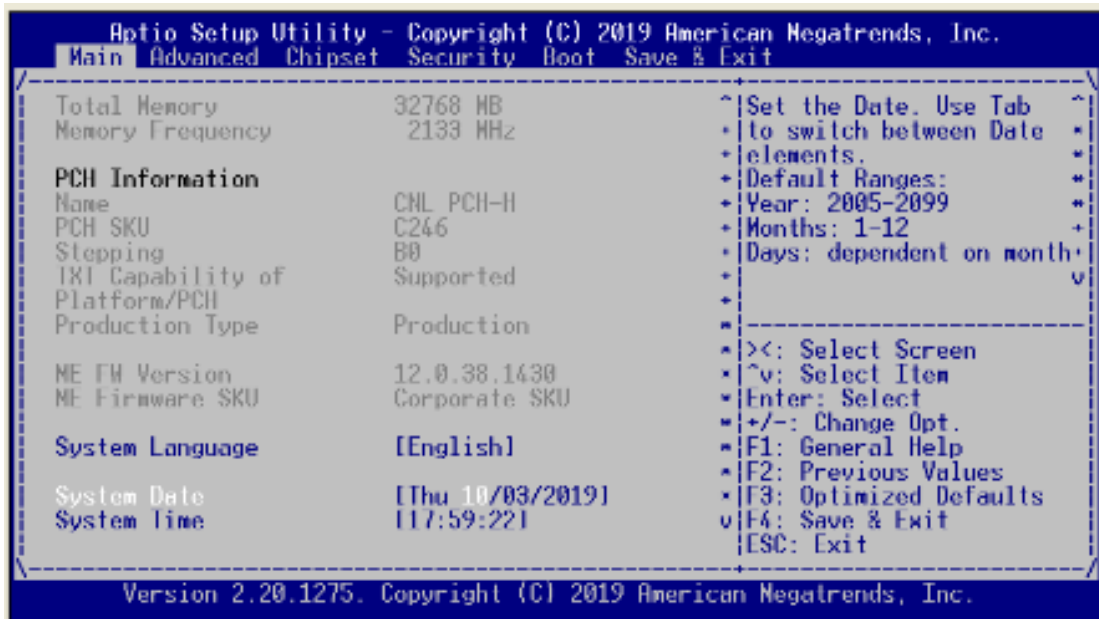 Aptio Setup Utility - Copyright (C) 2019 American Megatrends, Inc.
Main Advanced Chipset Security Boot Save & Exit
Total Memory 32768 MB
Memory Frequency 2133 MHz
PCH Information
Name CNL PCH-H
PCH SKU C246
Stepping B0
TXT Capability of Supported
Platform/PCH
Production Type Production
ME FW Version 12.0.38.1430
ME Firmware SKU Corporate SKU
System Language [English]
System Date [Thu 10/03/2019]
System Time [17:59:22]
Set the Date. Use Tab
to switch between Date
elements.
Default Ranges:
Year: 2005-2099
Months: 1-12
Days: dependent on month
><: Select Screen
^v: Select Item
Enter: Select
+/-: Change Opt.
F1: General Help
F2: Previous Values
F3: Optimized Defaults
F4: Save & Exit
ESC: Exit
Version 2.20.1275. Copyright (C) 2019 American Megatrends, Inc.